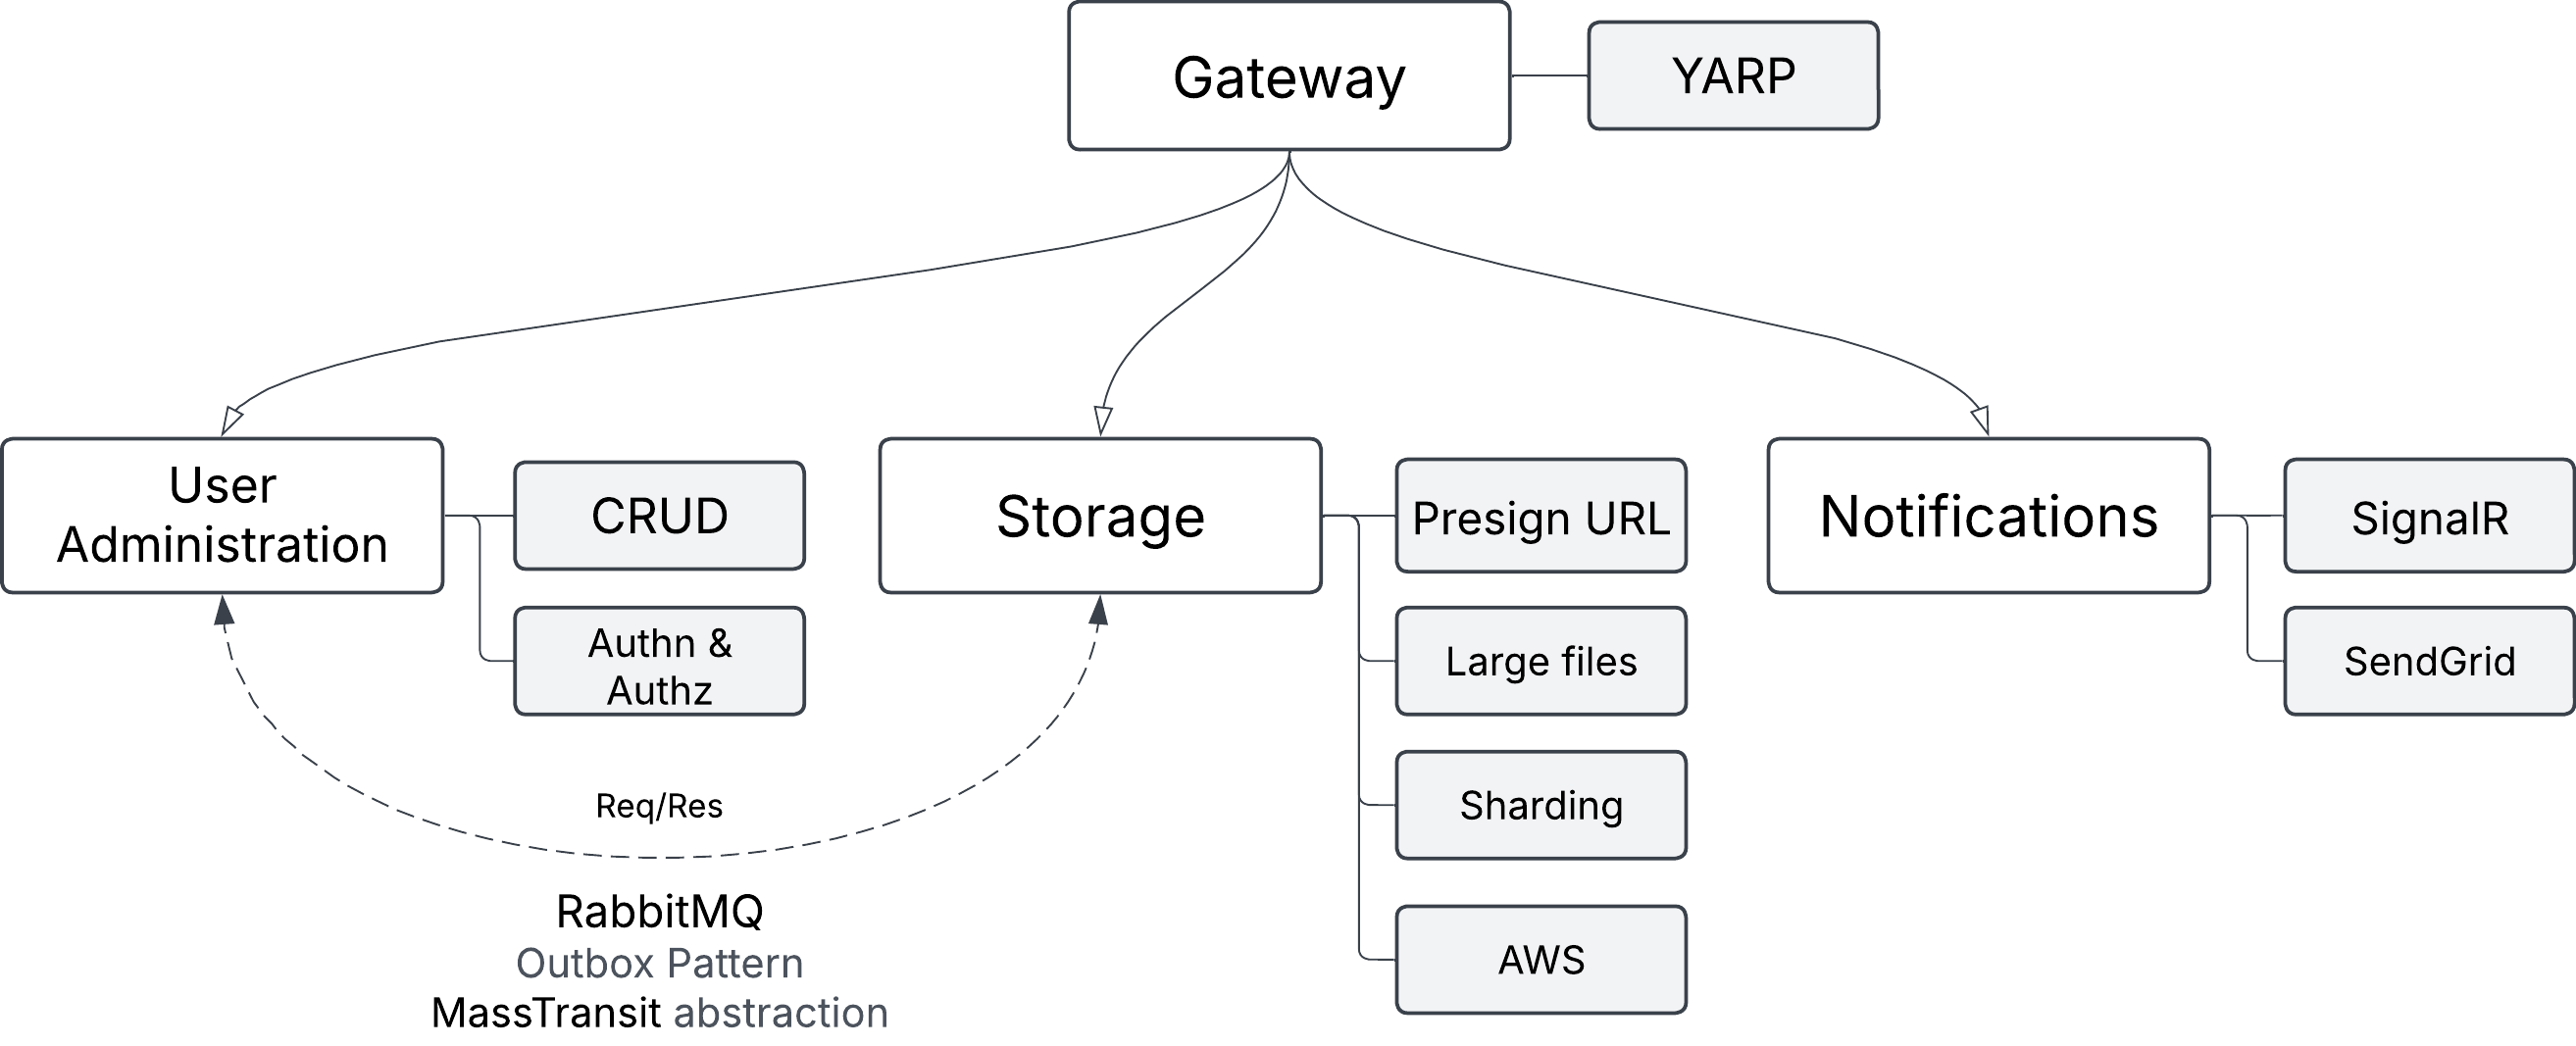 Gateway
YARP
User
Administration
CRUD
Authn &
Authz
Storage
Presign URL
Large files
Sharding
AWS
Notifications
SignalR
SendGrid
Req/Res
RabbitMQ
Outbox Pattern
MassTransit abstraction